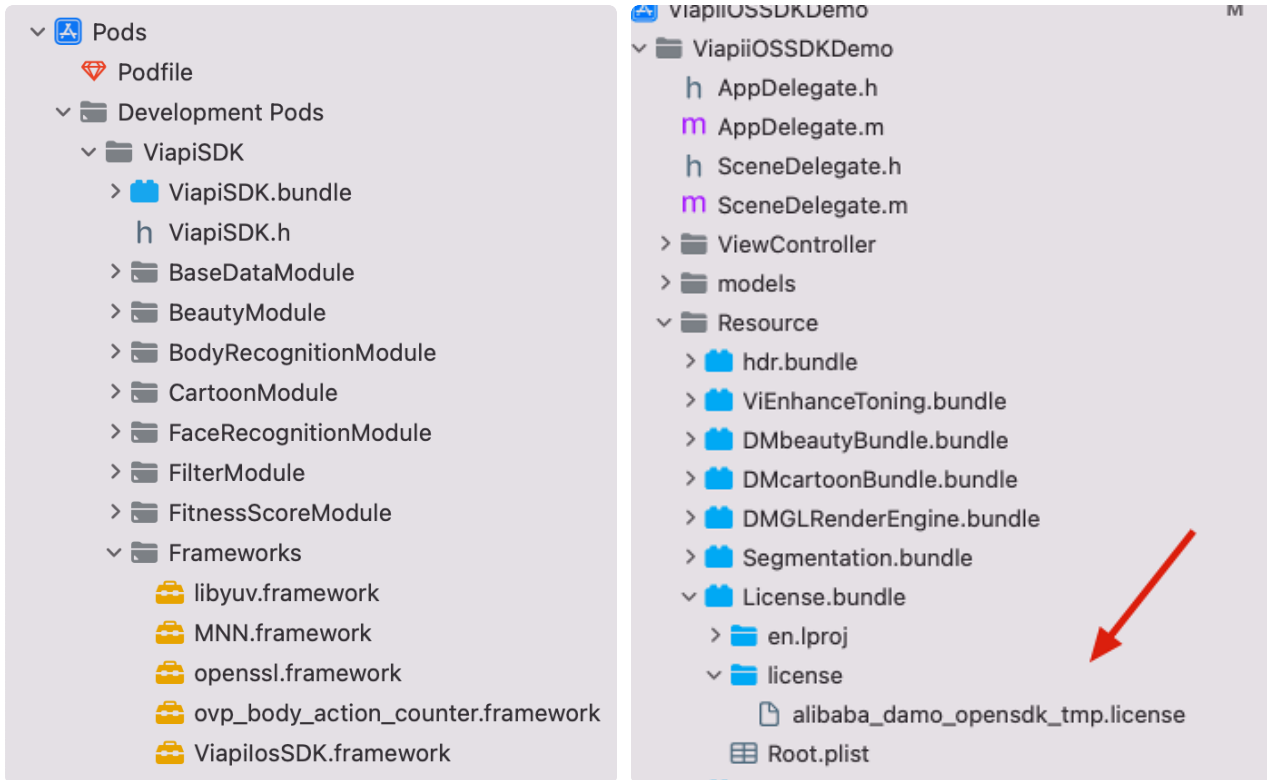 Pods
Podfile
Development Pods
ViapiSDK
ViapiSDK.bundle
h ViapiSDK.h
BaseDataModule
BeautyModule
BodyRecognitionModule
CartoonModule
FaceRecognitionModule
FilterModule
FitnessScoreModule
Frameworks
libyuv.framework
MNN.framework
openssl.framework
ovp_body_action_counter.framework
ViapiIosSDK.framework
ViapiiOSSDKDemo M
ViapiiOSSDKDemo
h AppDelegate.h
m AppDelegate.m
h SceneDelegate.h
m SceneDelegate.m
ViewController
models
Resource
hdr.bundle
ViEnhanceToning.bundle
DMbeautyBundle.bundle
DMcartoonBundle.bundle
DMGLRenderEngine.bundle
Segmentation.bundle
License.bundle
en.lproj
license
alibaba_damo_opensdk_tmp.license
Root.plist